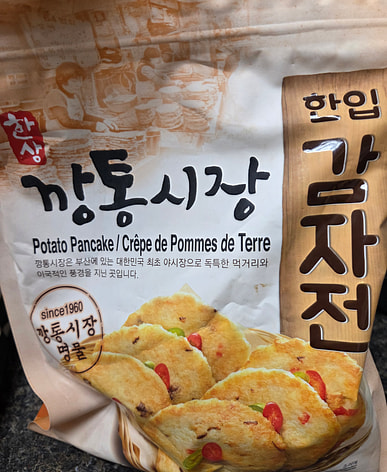 한상
깡통시장
한입
감자전
Potato Pancake / Crêpe de Pommes de Terre
깡통시장은 부산에 있는 대한민국 최초 야시장으로 독특한 먹거리와
이국적인 풍경을 지닌 곳입니다.
since1960
깡통시장
명물